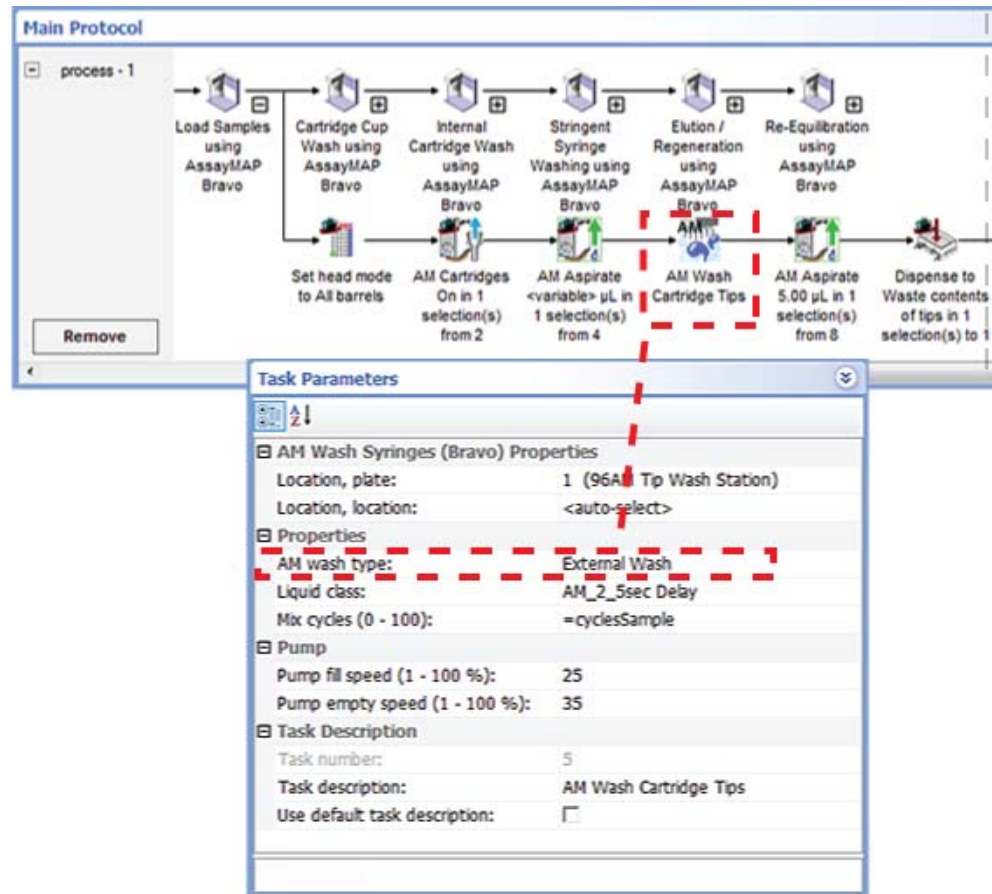 Main Protocol
process - 1
Load Samples
using
AssayMAP
Bravo
Cartridge Cup
Wash using
AssayMAP
Bravo
Internal
Cartridge Wash
using
AssayMAP
Bravo
Stringent
Syringe
Washing using
AssayMAP
Bravo
Elution /
Regeneration
using
AssayMAP
Bravo
Re-Equilibration
using
AssayMAP
Bravo
Set head mode
to All barrels
AM Cartridges
On in 1
selection(s)
from 2
AM Aspirate
<variable> µL in
1 selection(s)
from 4
AM
AM Wash
Cartridge Tips
AM Aspirate
5.00 µL in 1
selection(s)
from 8
Dispense to
Waste contents
of tips in 1
selection(s) to 1
Remove
Task Parameters
AM Wash Syringes (Bravo) Properties
Location, plate: 1 (96AM Tip Wash Station)
Location, location: <auto-select>
Properties
AM wash type: External Wash
Liquid class: AM_2_5sec Delay
Mix cycles (0 - 100): =cyclesSample
Pump
Pump fill speed (1 - 100 %): 25
Pump empty speed (1 - 100 %): 35
Task Description
Task number: 5
Task description: AM Wash Cartridge Tips
Use default task description: